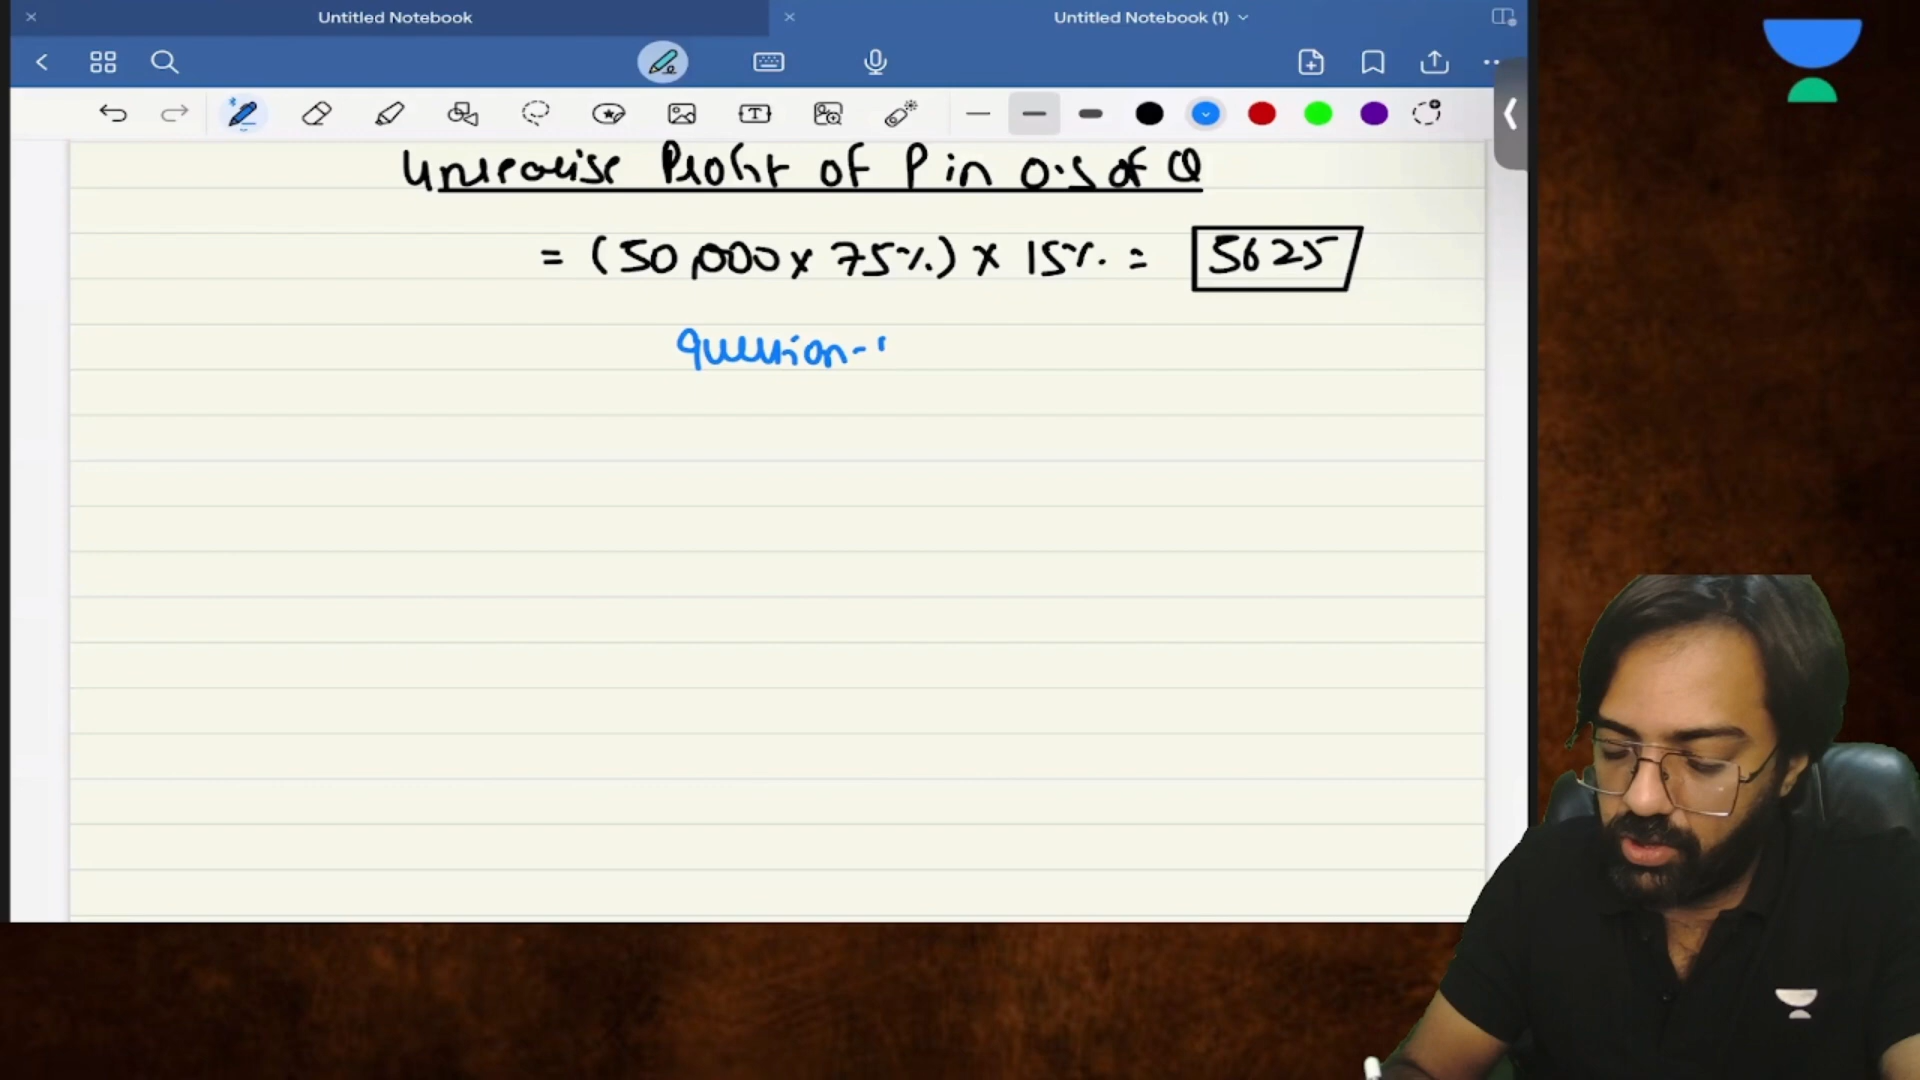 Untitled Notebook
Untitled Notebook (1)
Unrealise Profit of P in O.S of Q
= (50,000 x 75%) x 15% = 5625
Question-